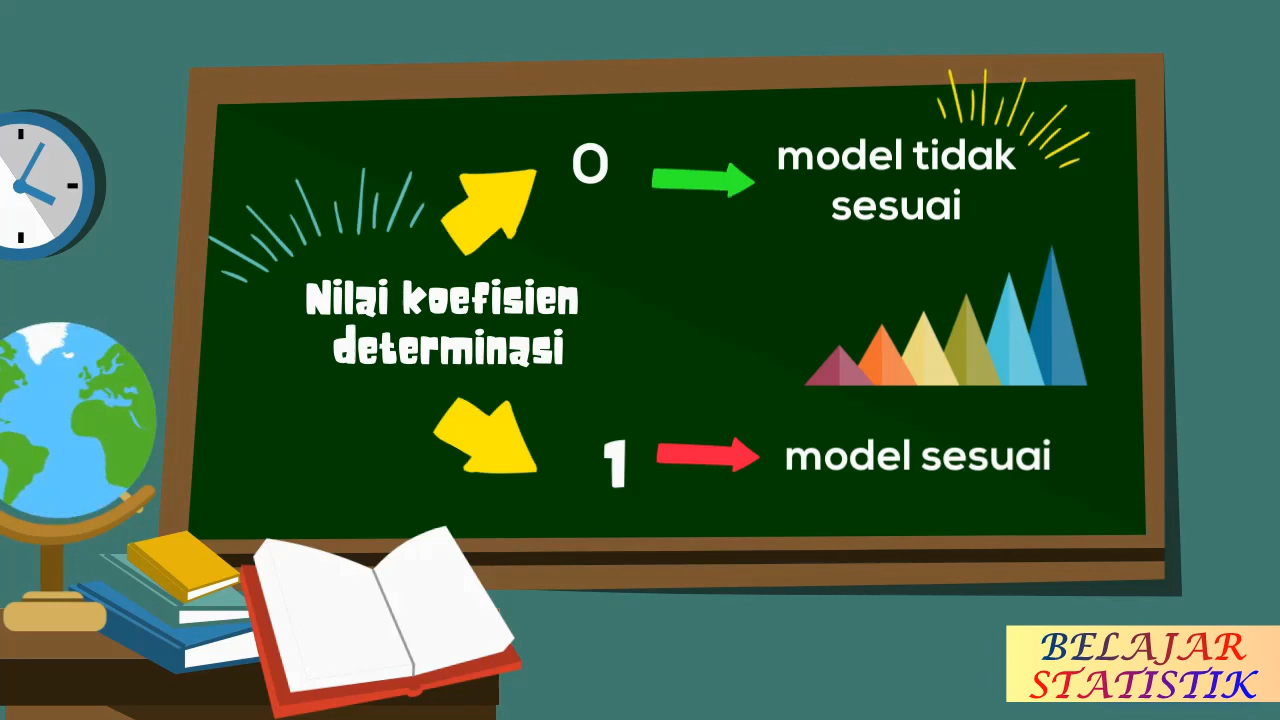 0
model tidak
sesuai
Nilai koefisien
determinasi
1
model sesuai
BELAJAR
STATISTIK